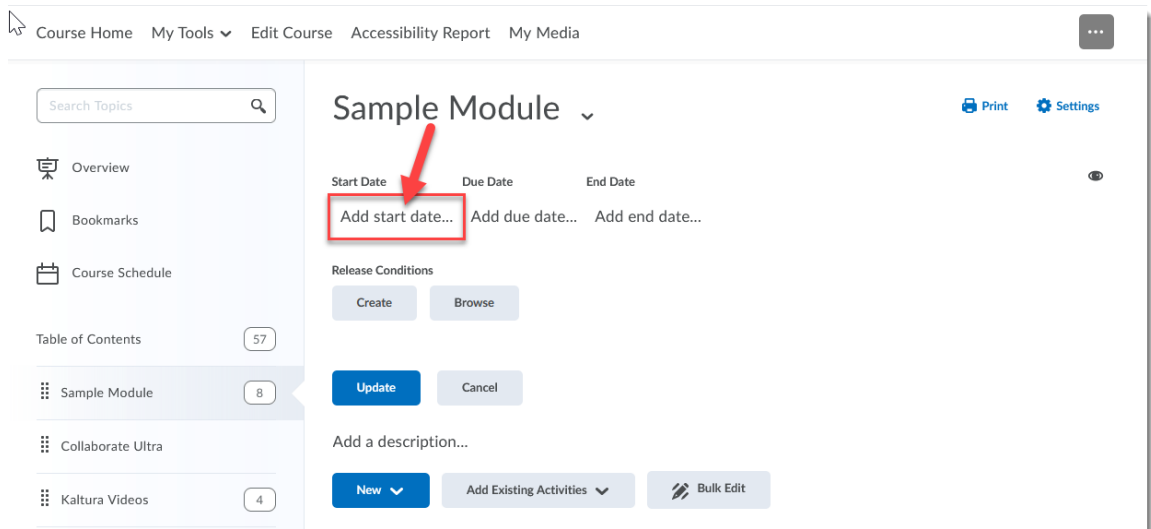 Course Home My Tools Edit Course Accessibility Report My Media
Search Topics
Overview
Bookmarks
Course Schedule
Table of Contents 57
Sample Module 8
Collaborate Ultra
Kaltura Videos 4
Sample Module
Print Settings
Start Date Due Date End Date
Add start date... Add due date... Add end date...
Release Conditions
Create Browse
Update Cancel
Add a description...
New Add Existing Activities Bulk Edit